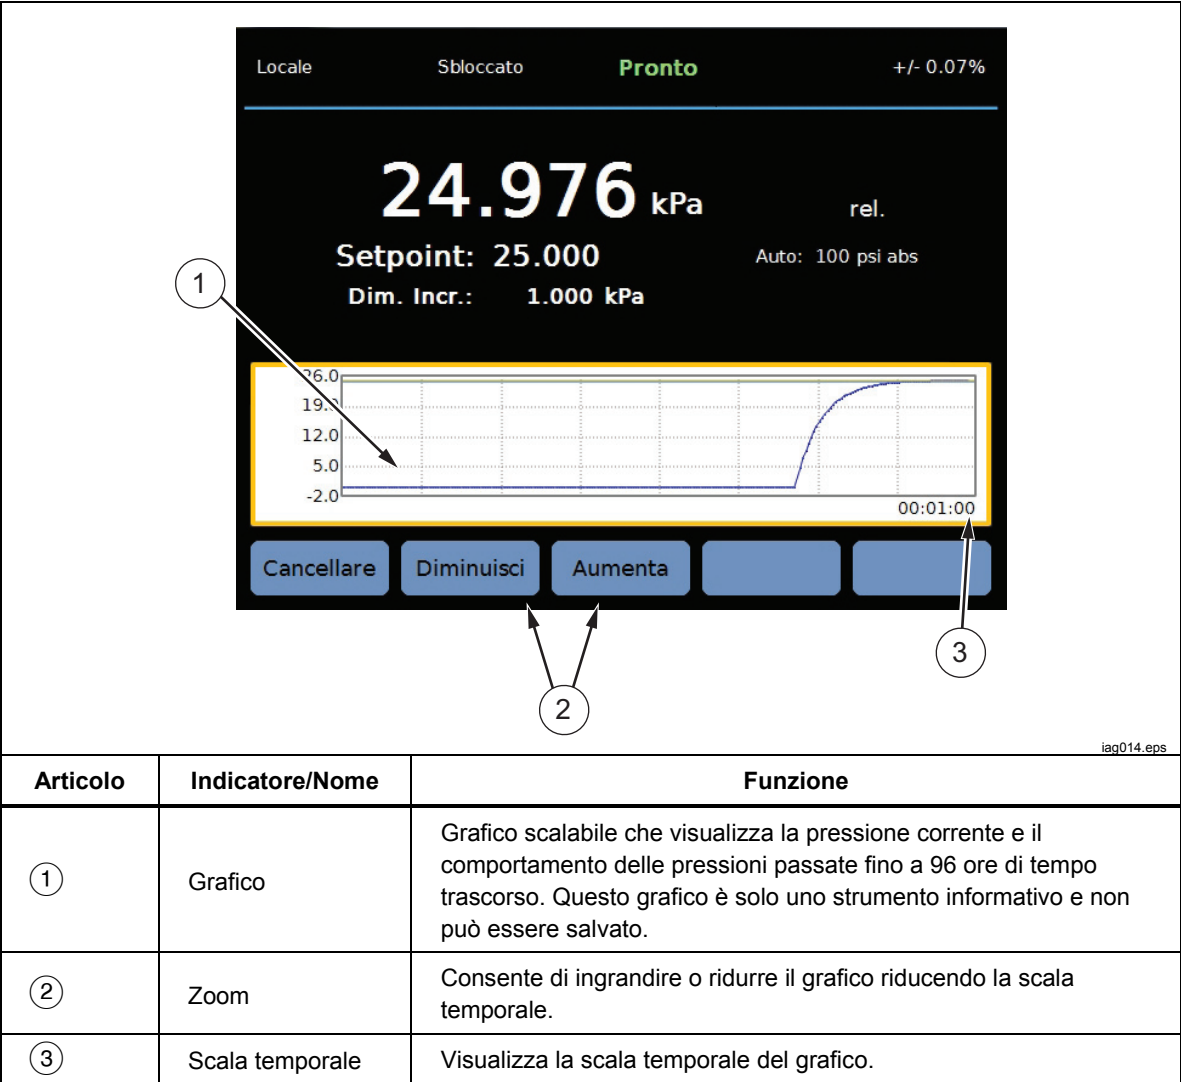 Locale Sbloccato Pronto +/- 0.07%
24.976 kPa rel.
Setpoint: 25.000 Auto: 100 psi abs
Dim. Incr.: 1.000 kPa
1
26.0
19.0
12.0
5.0
-2.0
00:01:00
Cancellare Diminuisci Aumenta
3
2
iag014.eps
Articolo Indicatore/Nome Funzione
1 Grafico
Grafico scalabile che visualizza la pressione corrente e il
comportamento delle pressioni passate fino a 96 ore di tempo
trascorso. Questo grafico è solo uno strumento informativo e non
può essere salvato.
2 Zoom
Consente di ingrandire o ridurre il grafico riducendo la scala
temporale.
3 Scala temporale Visualizza la scala temporale del grafico.